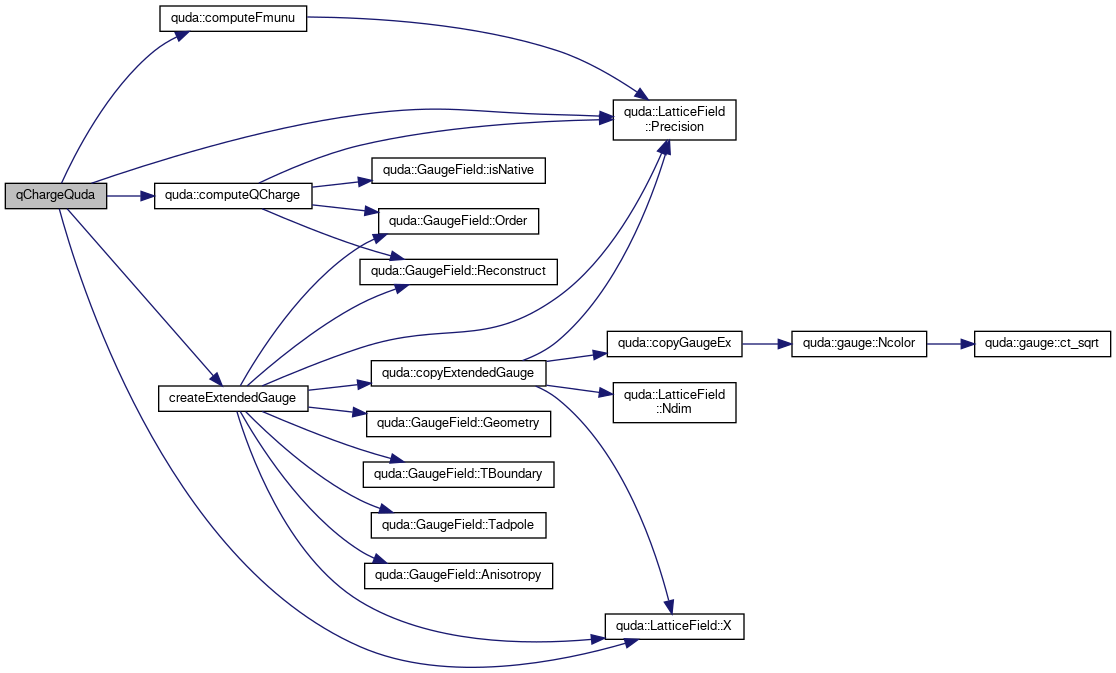 quda::computeFmunu
quda::LatticeField
::Precision
quda::GaugeField::isNative
qChargeQuda
quda::computeQCharge
quda::GaugeField::Order
quda::GaugeField::Reconstruct
quda::copyGaugeEx
quda::gauge::Ncolor
quda::gauge::ct_sqrt
quda::copyExtendedGauge
createExtendedGauge
quda::LatticeField
::Ndim
quda::GaugeField::Geometry
quda::GaugeField::TBoundary
quda::GaugeField::Tadpole
quda::GaugeField::Anisotropy
quda::LatticeField::X